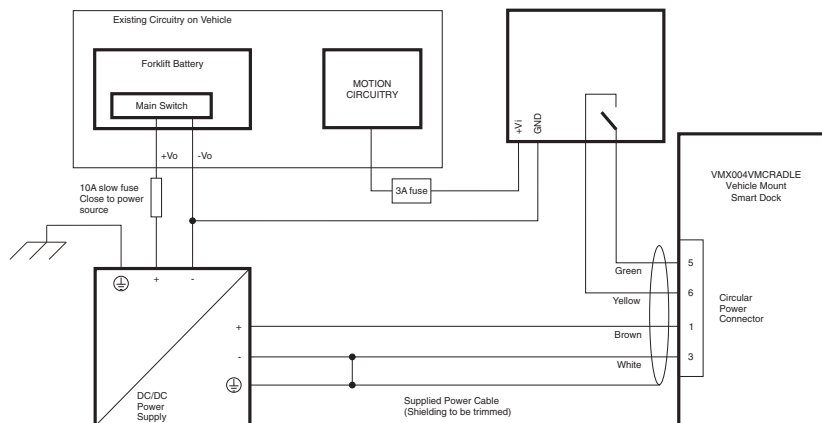 Existing Circuitry on Vehicle
Forklift Battery
Main Switch
MOTION
CIRCUITRY
+Vo
-Vo
10A slow fuse
Close to power
source
3A fuse
+Vi
GND
VMX004VMCRADLE
Vehicle Mount
Smart Dock
Green
5
Yellow
6
Circular
Power
Connector
Brown
1
White
3
+
-
+
-
DC/DC
Power
Supply
Supplied Power Cable
(Shielding to be trimmed)